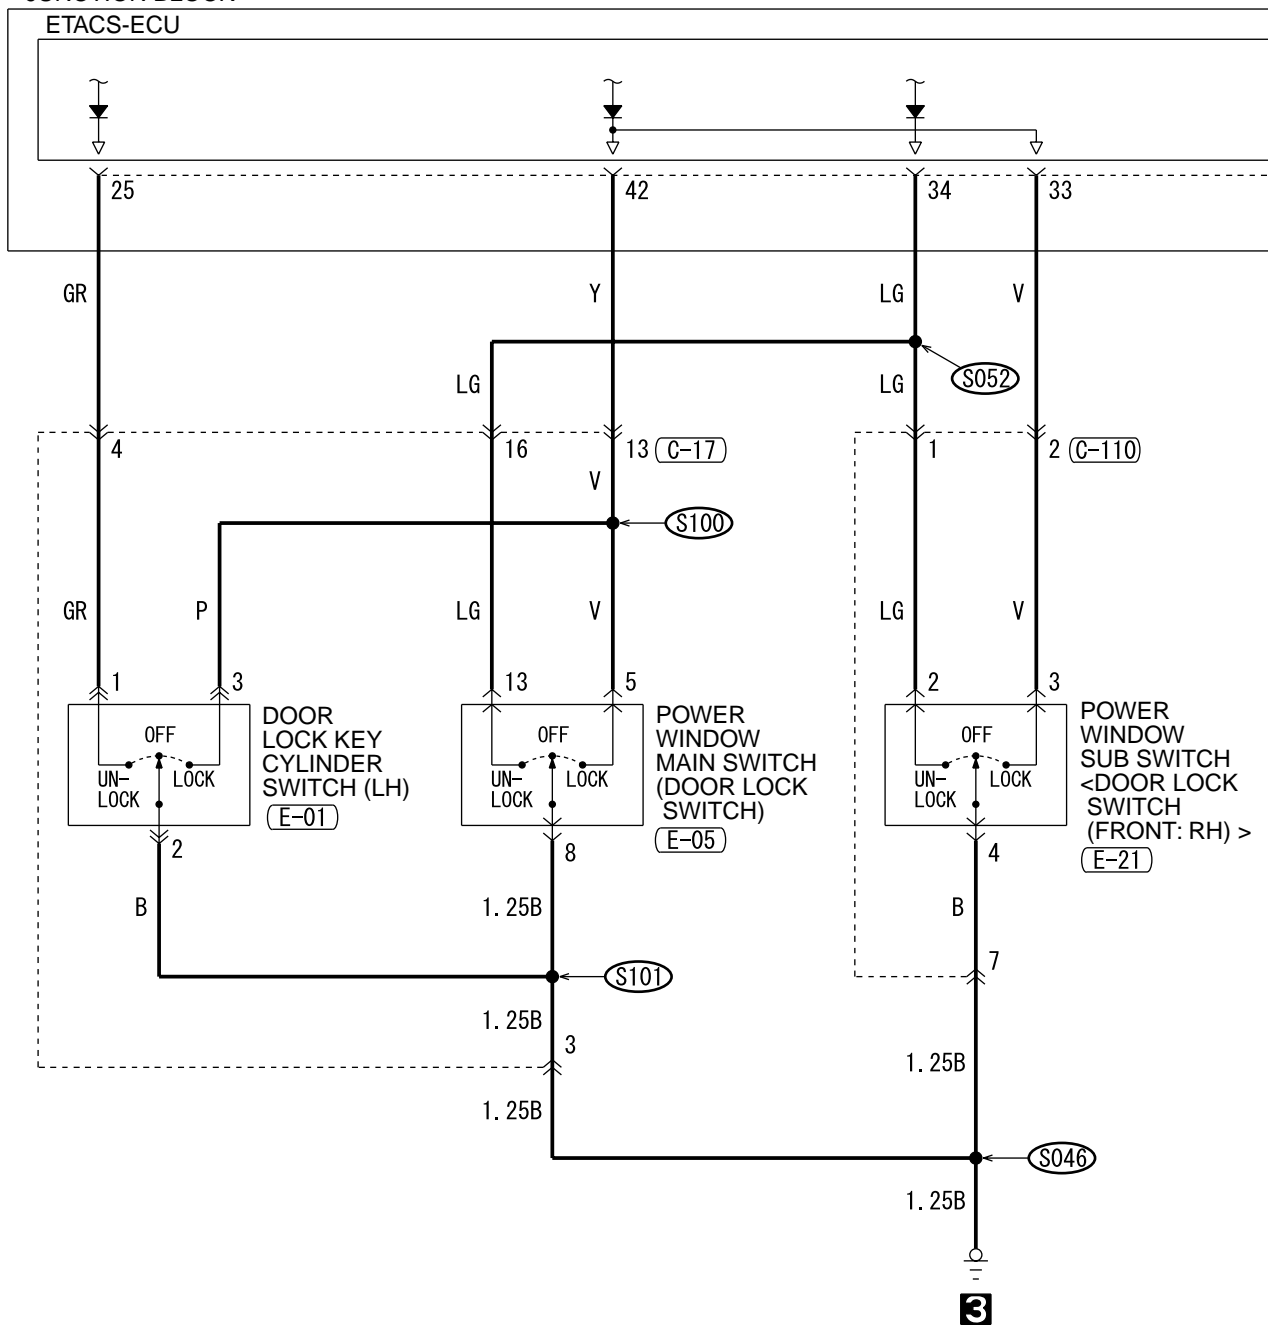 JUNCTION BLOCK
ETACS-ECU
25
42
34
33
GR
Y
LG
V
LG
LG
S052
4
16
13
C-17
1
2
C-110
V
S100
GR
P
LG
V
LG
V
1
3
13
5
2
3
OFF
UN-
LOCK
LOCK
DOOR
LOCK KEY
CYLINDER
SWITCH (LH)
E-01
OFF
UN-
LOCK
LOCK
POWER
WINDOW
MAIN SWITCH
(DOOR LOCK
SWITCH)
E-05
OFF
UN-
LOCK
LOCK
POWER
WINDOW
SUB SWITCH
<DOOR LOCK
SWITCH
(FRONT: RH) >
E-21
2
8
4
B
1.25B
B
7
S101
1.25B
3
1.25B
1.25B
S046
1.25B
3